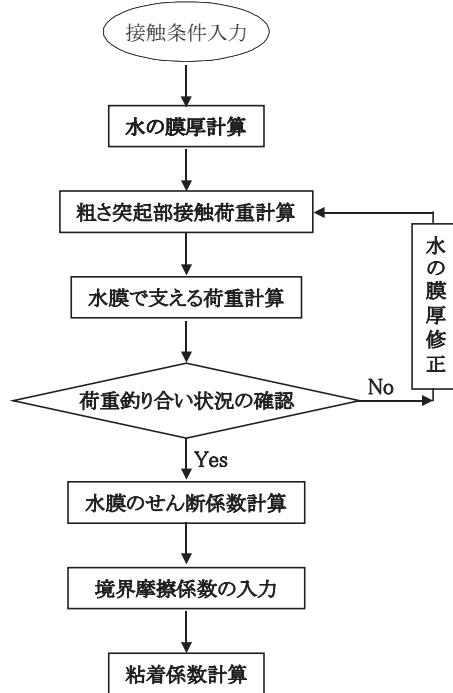 接触条件入力
水の膜厚計算
粗さ突起部接触荷重計算
水膜で支える荷重計算
荷重釣り合い状況の確認
No
水の膜厚修正
Yes
水膜のせん断係数計算
境界摩擦係数の入力
粘着係数計算